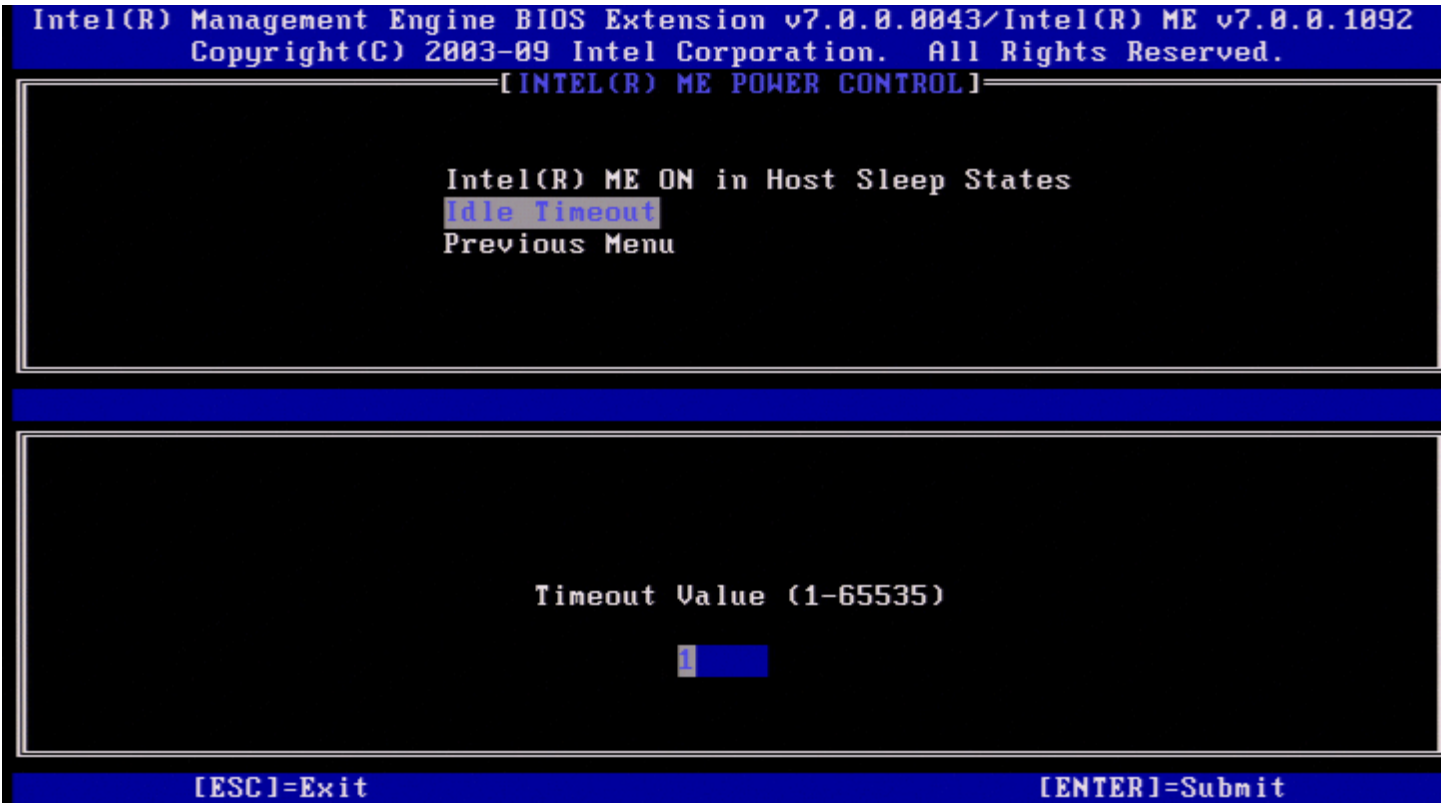 Intel(R) Management Engine BIOS Extension v7.0.0.0043/Intel(R) ME v7.0.0.1092
Copyright(C) 2003-09 Intel Corporation. All Rights Reserved.
[INTEL(R) ME POWER CONTROL]
Intel(R) ME ON in Host Sleep States
Idle Timeout
Previous Menu
Timeout Value (1-65535)
1
[ESC]=Exit [ENTER]=Submit